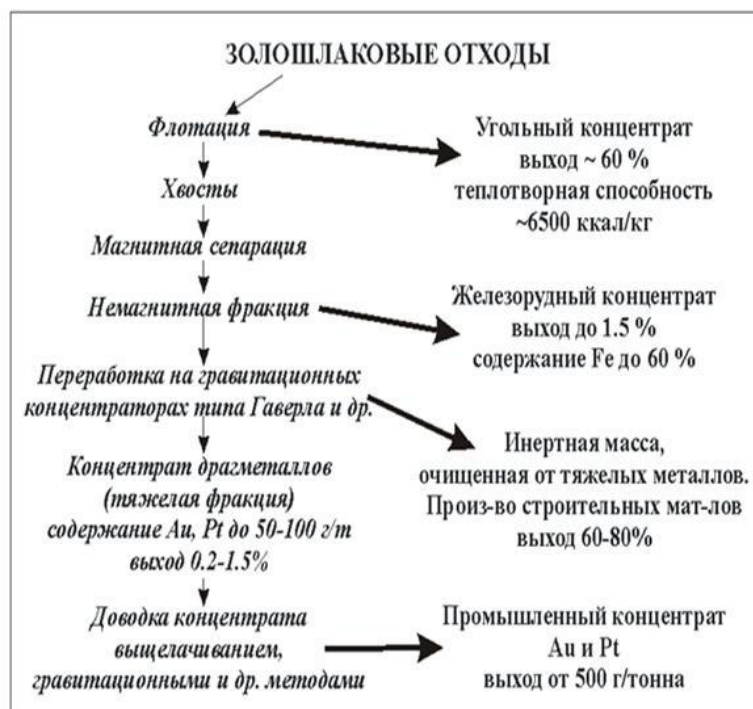 ЗОЛОШЛАКОВЫЕ ОТХОДЫ
Флотация
Хвосты
Магнитная сепарация
Немагнитная фракция
Переработка на гравитационных
концентраторах типа Гаверла и др.
Концентрат драгметаллов
(тяжелая фракция)
содержание Au, Pt до 50-100 г/т
выход 0.2-1.5%
Доводка концентрата
выщелачиванием,
гравитационными и др. методами
Угольный концентрат
выход ~ 60 %
теплотворная способность
~6500 ккал/кг
Железорудный концентрат
выход до 1.5 %
содержание Fe до 60 %
Инертная масса,
очищенная от тяжелых металлов.
Произ-во строительных мат-лов
выход 60-80%
Промышленный концентрат
Au и Pt
выход от 500 г/тонна